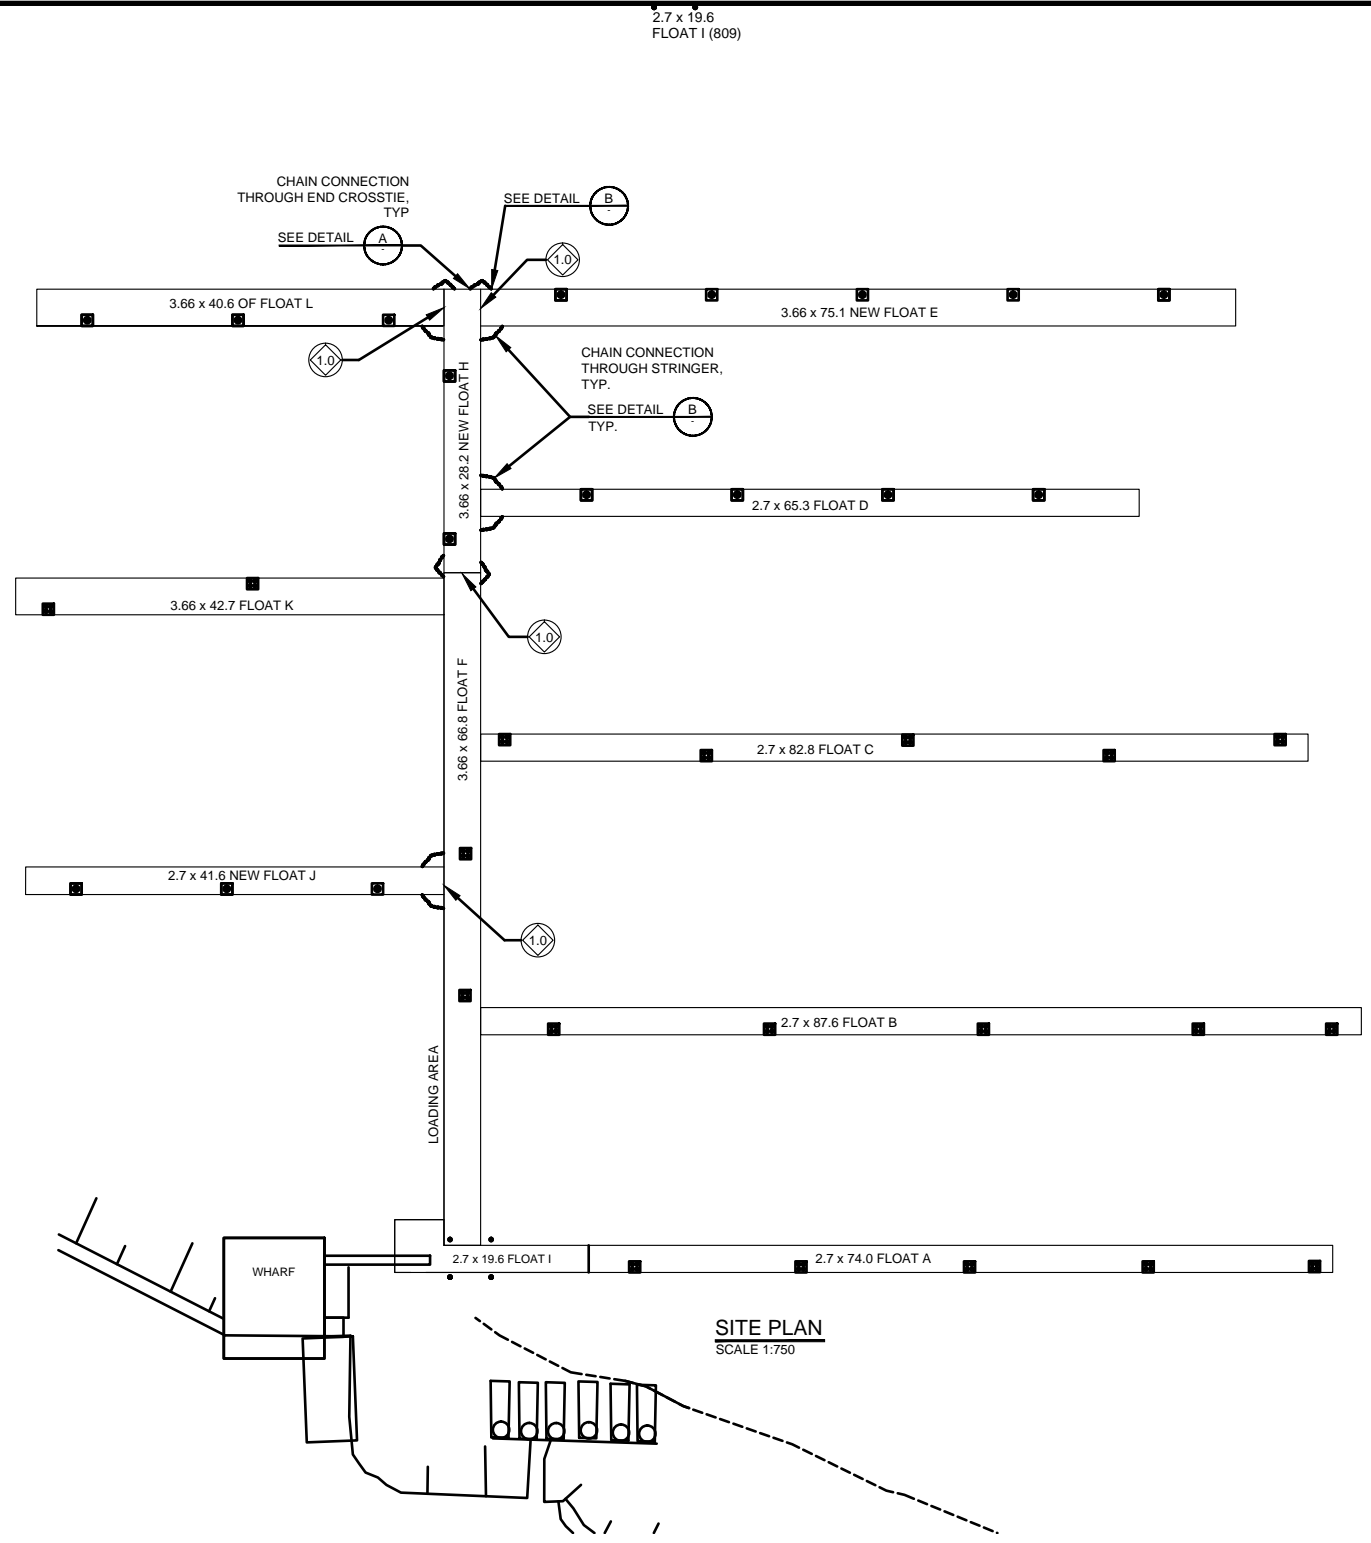 2.7 x 19.6
FLOAT I (809)
CHAIN CONNECTION
THROUGH END CROSSTIE,
TYP
SEE DETAIL
A
-
SEE DETAIL
B
-
1.0
3.66 x 40.6 OF FLOAT L
3.66 x 75.1 NEW FLOAT E
1.0
CHAIN CONNECTION
THROUGH STRINGER,
TYP.
SEE DETAIL
TYP.
B
-
3.66 x 28.2 NEW FLOAT H
2.7 x 65.3 FLOAT D
3.66 x 42.7 FLOAT K
1.0
3.66 x 66.8 FLOAT F
2.7 x 82.8 FLOAT C
2.7 x 41.6 NEW FLOAT J
1.0
2.7 x 87.6 FLOAT B
LOADING AREA
WHARF
2.7 x 19.6 FLOAT I
2.7 x 74.0 FLOAT A
SITE PLAN
SCALE 1:750